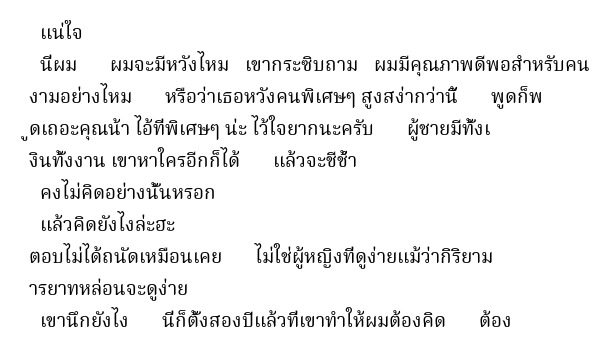 แน่ใจ
นี่ผม ผมจะมีหวังไหม เขากระซิบถาม ผมมีคุณภาพดีพอสำหรับคน
งามอย่างไหม หรือว่าเธอหวังคนพิเศษๆ สูงสง่ากว่านี้ พูดก็พ
ูดเถอะคุณน้า ไอ้ที่พิเศษๆ น่ะ ไว้ใจยากนะครับ ผู้ชายมีทั้งเ
งินทั้งงาน เขาหาใครอีกก็ได้ แล้วจะชีช้ำ
คงไม่คิดอย่างนั้นหรอก
แล้วคิดยังไงล่ะฮะ
ตอบไม่ได้ถนัดเหมือนเคย ไม่ใช่ผู้หญิงที่ดูง่ายแม้ว่ากิริยาม
ารยาทหล่อนจะดูง่าย
เขานึกยังไง นี่ก็ตั้งสองปีแล้วที่เขาทำให้ผมต้องคิด ต้อง